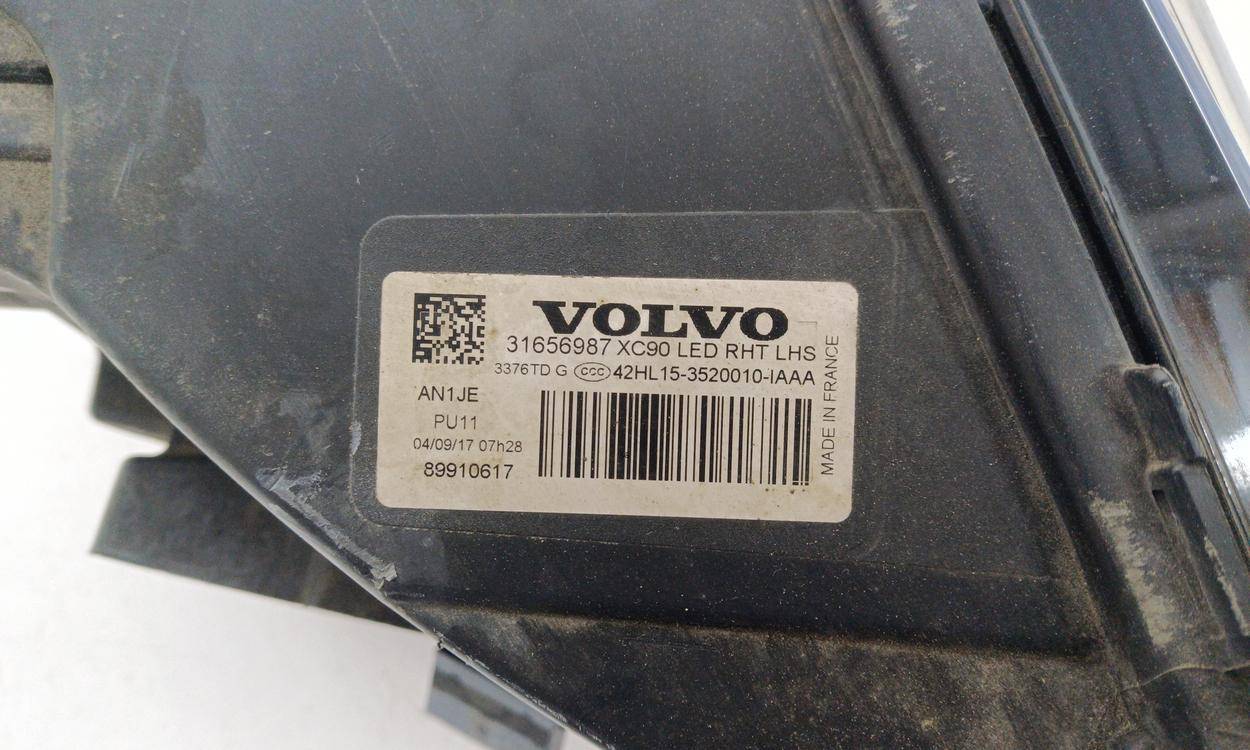 VOLVO
31656987 XC90 LED RHT LHS
3376TD G CCC 42HL15-3520010-IAAA
AN1JE
PU11
04/09/17 07h28
89910617
MADE IN FRANCE